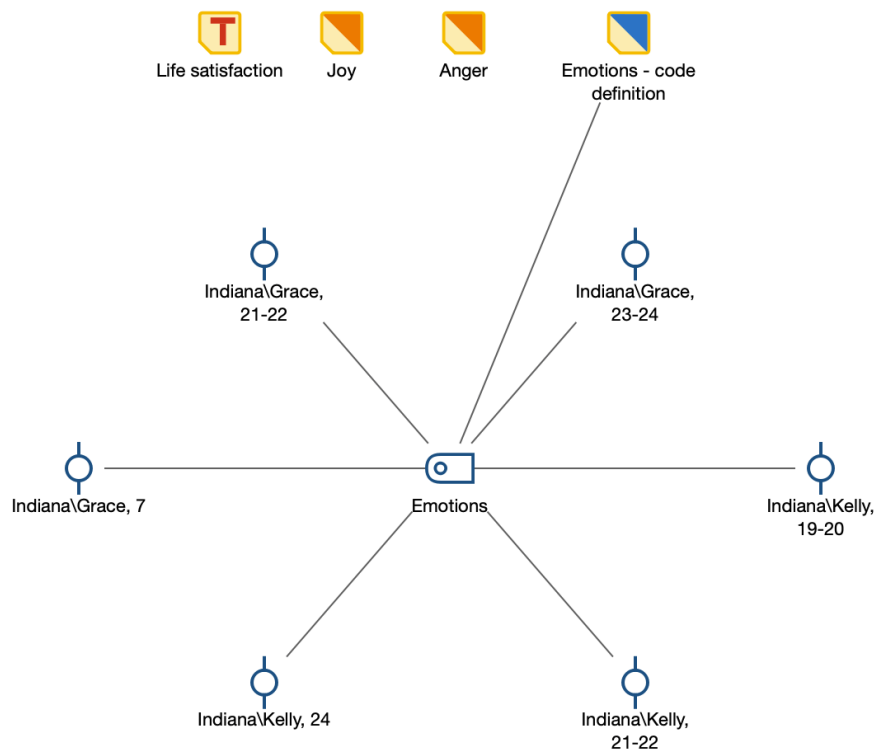 T
Life satisfaction
Joy
Anger
Emotions - code
definition
Indiana\Grace,
21-22
Indiana\Grace,
23-24
Indiana\Grace, 7
Emotions
Indiana\Kelly,
19-20
Indiana\Kelly, 24
Indiana\Kelly,
21-22